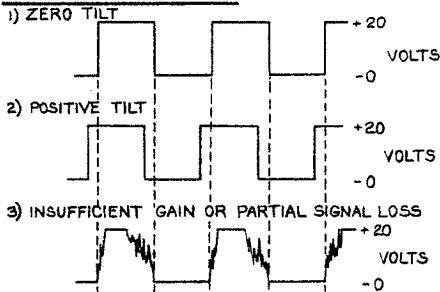 1) ZERO TILT
+ 20
VOLTS
- 0
2) POSITIVE TILT
+ 20
VOLTS
- 0
3) INSUFFICIENT GAIN OR PARTIAL SIGNAL LOSS
+ 20
VOLTS
- 0